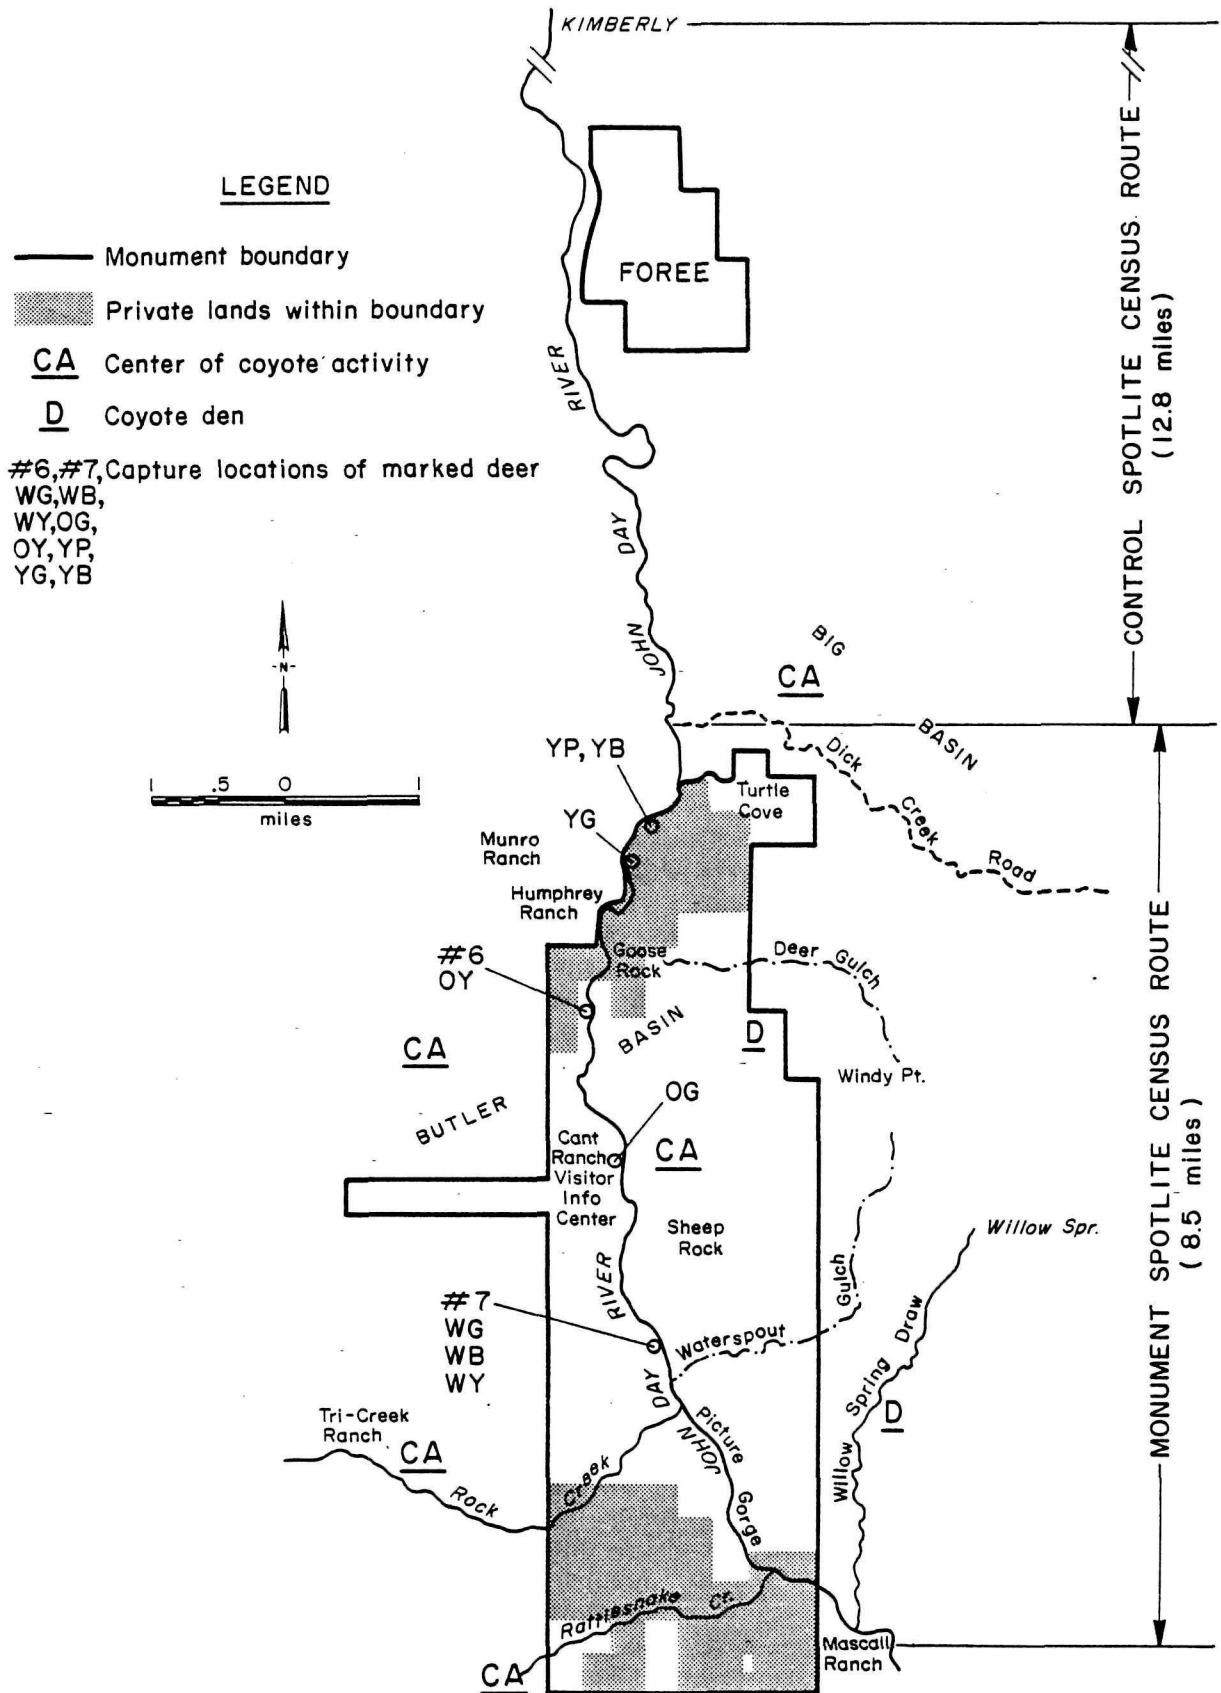 KIMBERLY
CONTROL SPOTLITE CENSUS ROUTE
(12.8 miles)
LEGEND
Monument boundary
Private lands within boundary
CA Center of coyote activity
D Coyote den
#6,#7, Capture locations of marked deer
WG,WB,
WY,OG,
OY,YP,
YG,YB
FOREE
RIVER
DAY
JOHN
-N-
1 .5 0 1
miles
BIG
BASIN
CA
Dick
Creek
Road
YP, YB
YG
Turtle
Cove
Munro
Ranch
Humphrey
Ranch
#6
OY
Goose
Rock
Deer Gulch
BASIN
D
CA
BUTLER
Windy Pt.
OG
CA
Cant
Ranch
Visitor
Info
Center
Sheep
Rock
Willow Spr.
MONUMENT SPOTLITE CENSUS ROUTE
(8.5 miles)
RIVER
#7
WG
WB
WY
Waterspout
Gulch
DAY
JOHN
Picture
Gorge
Willow Spring Draw
D
Tri-Creek
Ranch
CA
Rock
Creek
Rattlesnake Cr.
CA
Mascall
Ranch